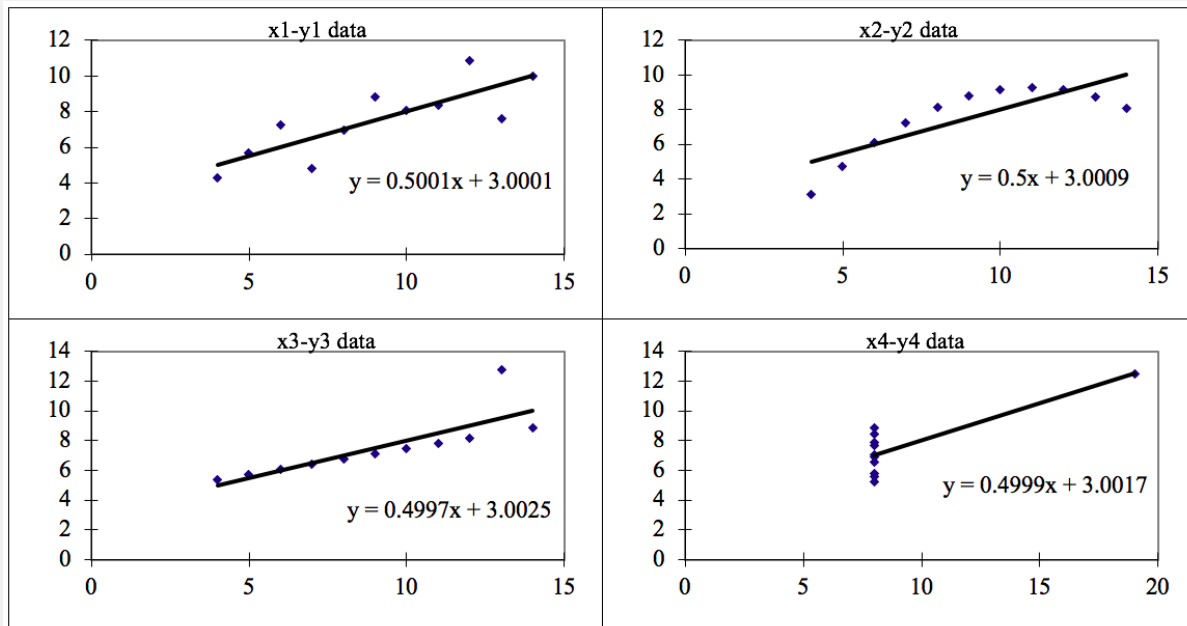 x1-y1 data
12
10
8
6
4
2
0
y = 0.5001x + 3.0001
0 5 10 15
x2-y2 data
12
10
8
6
4
2
0
y = 0.5x + 3.0009
0 5 10 15
x3-y3 data
14
12
10
8
6
4
2
0
y = 0.4997x + 3.0025
0 5 10 15
x4-y4 data
14
12
10
8
6
4
2
0
y = 0.4999x + 3.0017
0 5 10 15 20